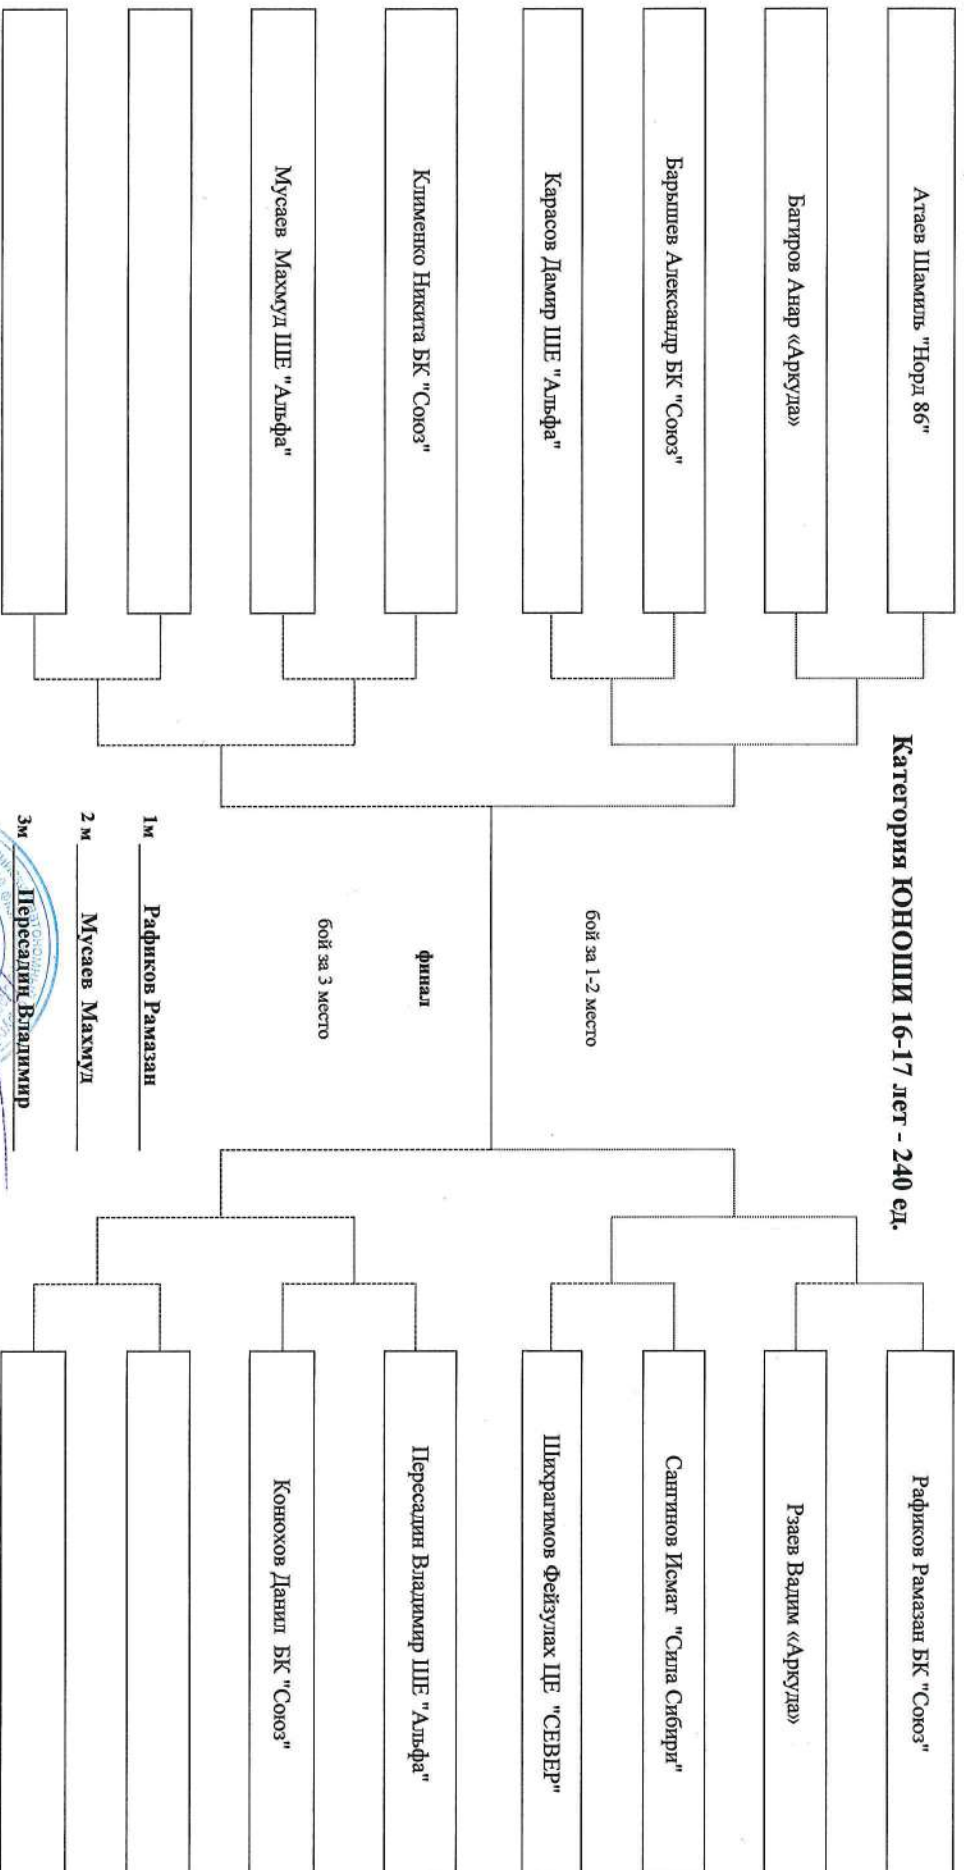 Категория ЮНОШИ 16-17 лет - 240 ед.
Атаев Шамиль "Норд 86"
Багиров Анар «Аркуда»
Барышев Александр БК "Союз"
Карасов Дамир ШЕ "Альфа"
Клименко Никита БК "Союз"
Мусаев Махмуд ШЕ "Альфа"
бой за 1-2 место
финал
бой за 3 место
1м Рафиков Рамазан
2 м Мусаев Махмуд
3м Пересадин Владимир
Рафиков Рамазан БК "Союз"
Рзаев Вадим «Аркуда»
Сангинов Исмат "Сила Сибири"
Шихрагимов Фейзулах ЦЕ "СЕВЕР"
Пересадин Владимир ШЕ "Альфа"
Конюхов Данил БК "Союз"